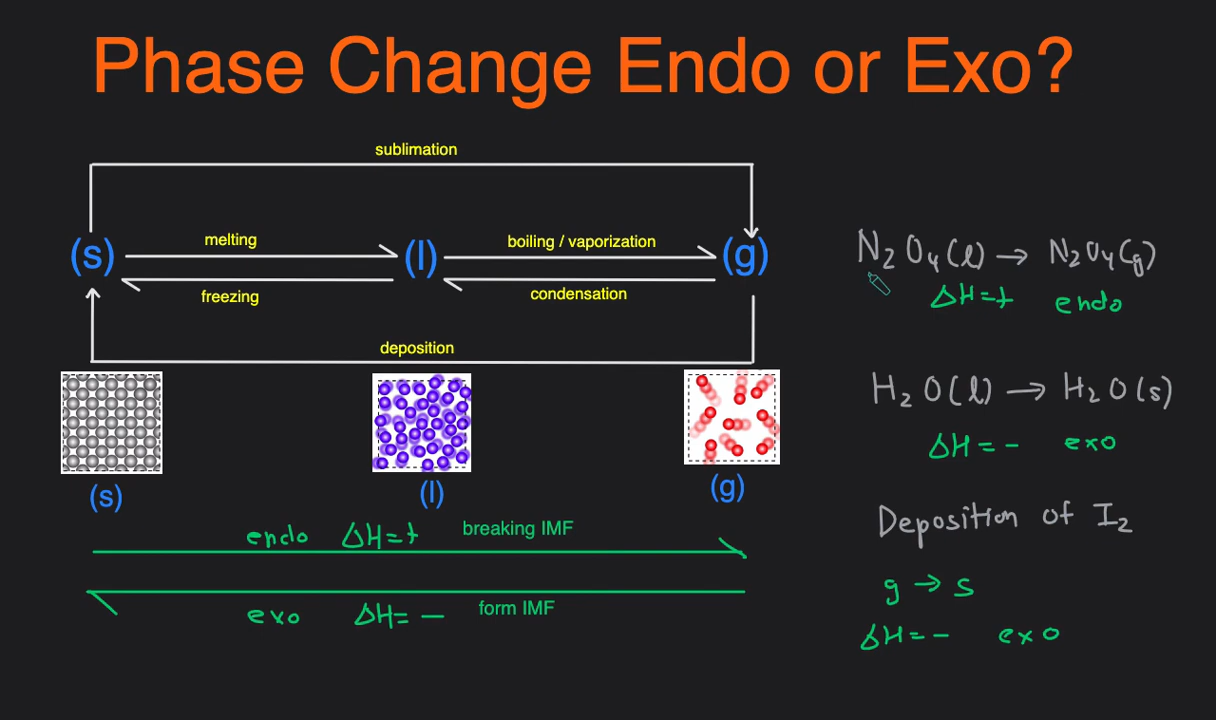 Phase Change Endo or Exo?
sublimation
(s)
melting
(l)
boiling / vaporization
(g)
freezing
condensation
deposition
(s)
(l)
(g)
endo ΔH=+ breaking IMF
exo ΔH= − form IMF
N₂O₄(l) → N₂O₄(g)
ΔH=+ endo
H₂O(l) → H₂O(s)
ΔH= − exo
Deposition of I₂
g → s
ΔH= − exo